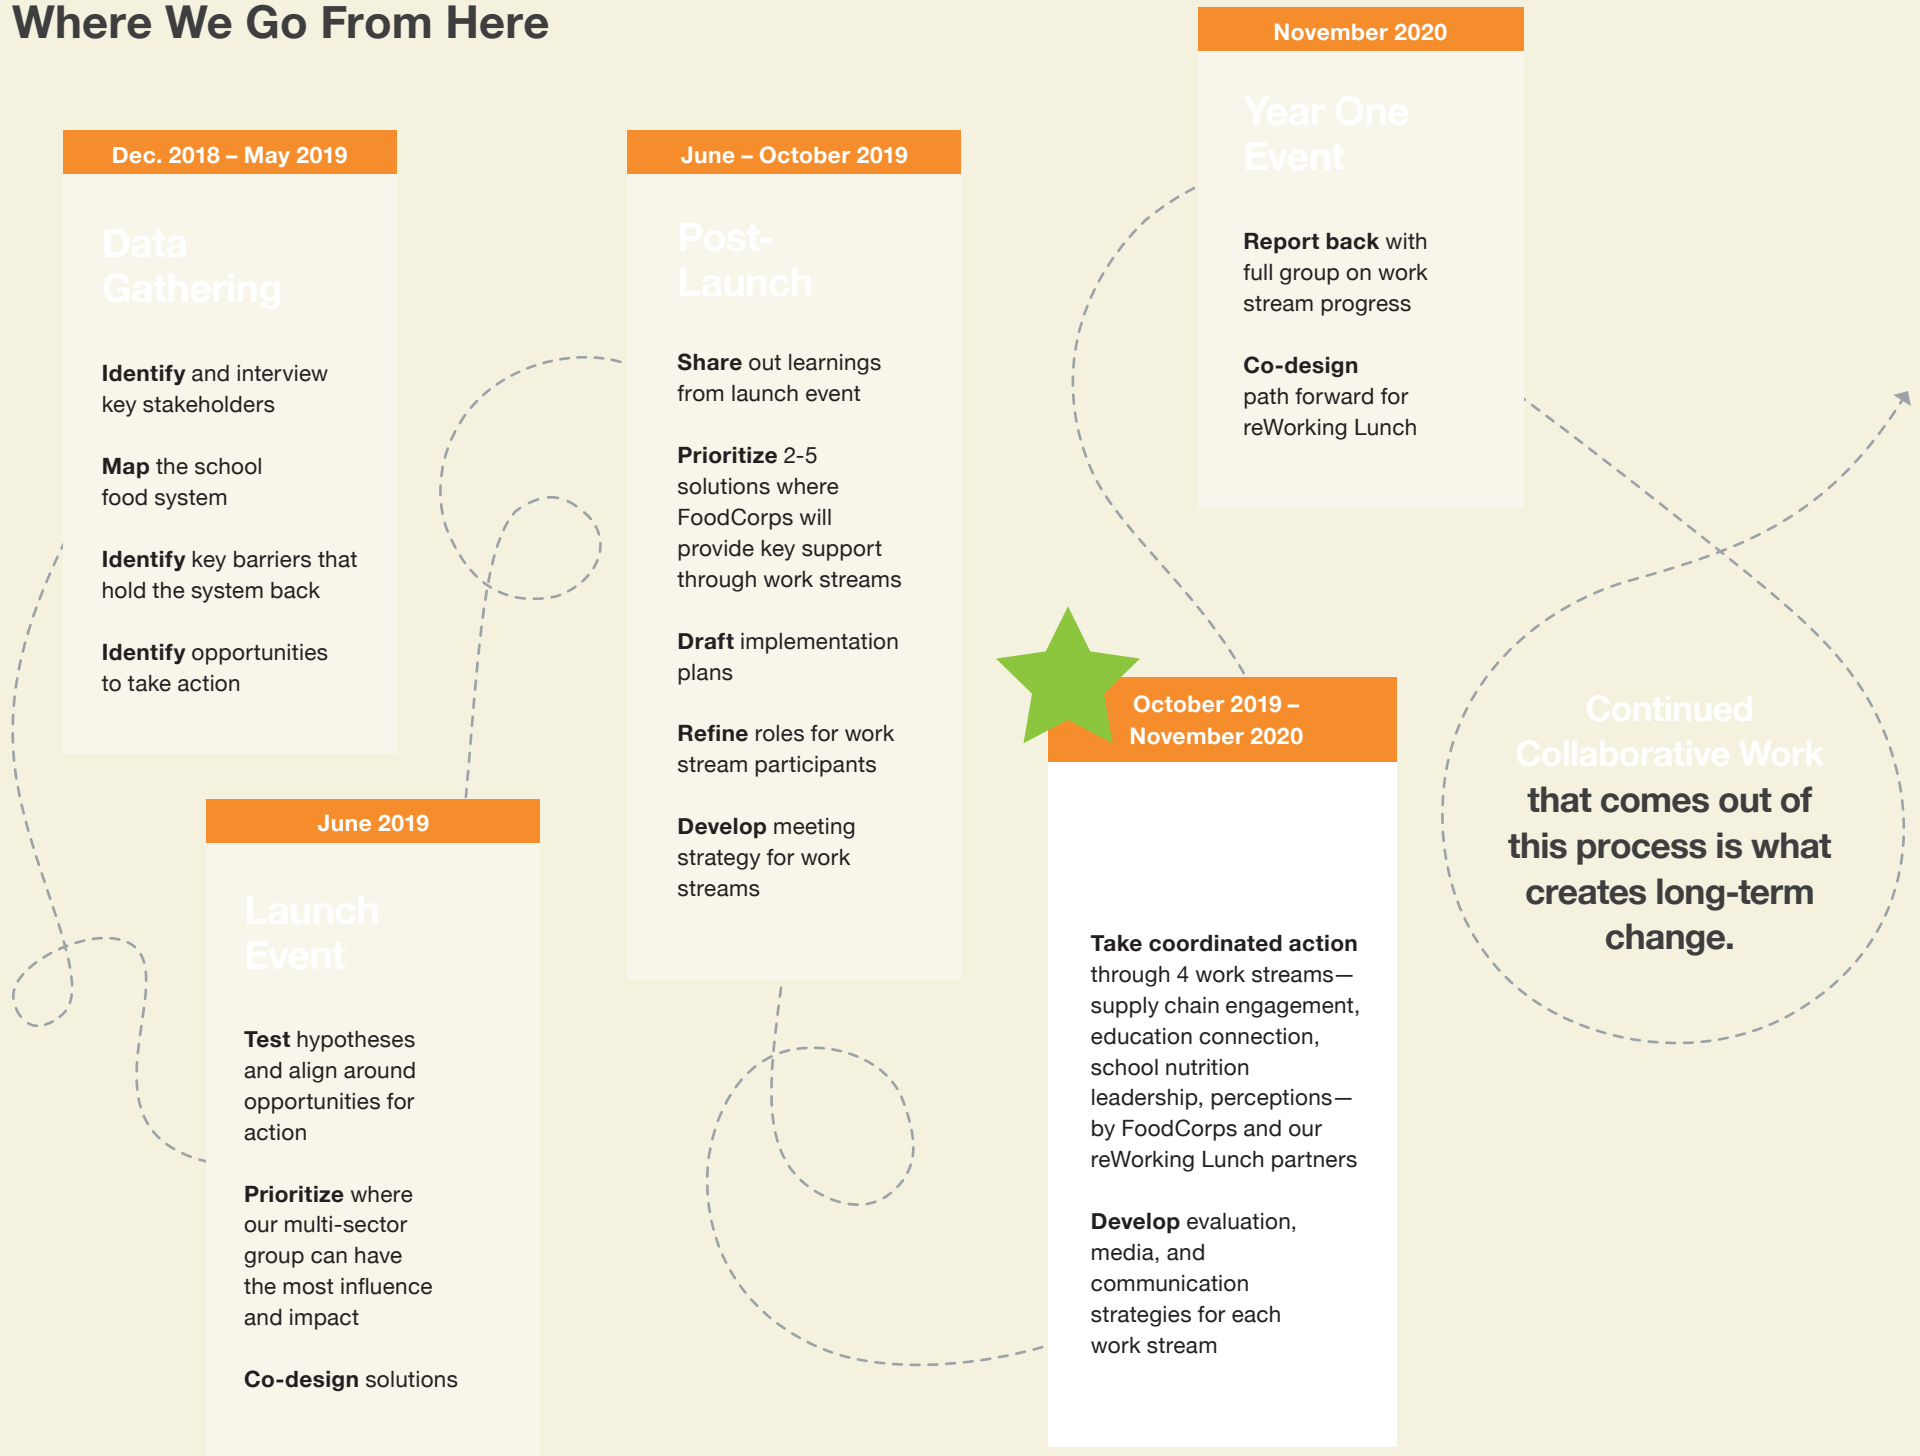 Where We Go From Here
Dec. 2018 – May 2019
Data
Gathering
Identify and interview
key stakeholders
Map the school
food system
Identify key barriers that
hold the system back
Identify opportunities
to take action
June 2019
Launch
Event
Test hypotheses
and align around
opportunities for
action
Prioritize where
our multi-sector
group can have
the most influence
and impact
Co-design solutions
June – October 2019
Post-
Launch
Share out learnings
from launch event
Prioritize 2-5
solutions where
FoodCorps will
provide key support
through work streams
Draft implementation
plans
Refine roles for work
stream participants
Develop meeting
strategy for work
streams
October 2019 –
November 2020
Take coordinated action
through 4 work streams—
supply chain engagement,
education connection,
school nutrition
leadership, perceptions—
by FoodCorps and our
reWorking Lunch partners
Develop evaluation,
media, and
communication
strategies for each
work stream
November 2020
Year One
Event
Report back with
full group on work
stream progress
Co-design
path forward for
reWorking Lunch
Continued
Collaborative Work
that comes out of
this process is what
creates long-term
change.